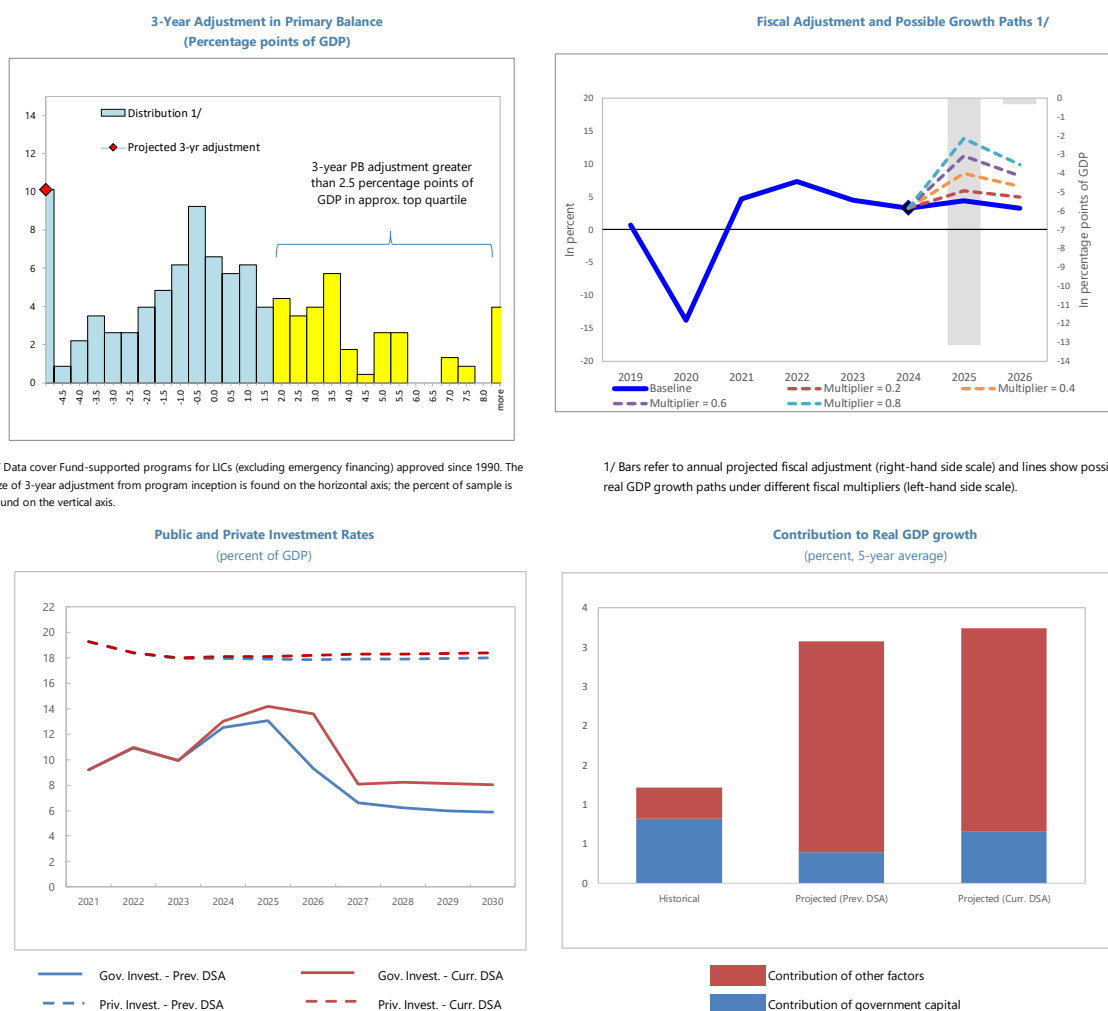 3-Year Adjustment in Primary Balance
(Percentage points of GDP)
14
12
10
8
6
4
2
0
Distribution 1/
Projected 3-yr adjustment
3-year PB adjustment greater
than 2.5 percentage points of
GDP in approx. top quartile
-4.5 -4.0 -3.5 -3.0 -2.5 -2.0 -1.5 -1.0 -0.5 0.0 0.5 1.0 1.5 2.0 2.5 3.0 3.5 4.0 4.5 5.0 5.5 6.0 6.5 7.0 7.5 8.0 more
Data cover Fund-supported programs for LICs (excluding emergency financing) approved since 1990. The
of 3-year adjustment from program inception is found on the horizontal axis; the percent of sample is
on the vertical axis.
Fiscal Adjustment and Possible Growth Paths 1/
In percent
20
15
10
5
0
-5
-10
-15
-20
0
-1
-2
-3
-4
-5
-6
-7
-8
-9
-10
-11
-12
-13
-14
In percentage points of GDP
2019 2020 2021 2022 2023 2024 2025 2026
Baseline Multiplier = 0.2 Multiplier = 0.4
Multiplier = 0.6 Multiplier = 0.8
1/ Bars refer to annual projected fiscal adjustment (right-hand side scale) and lines show possi
real GDP growth paths under different fiscal multipliers (left-hand side scale).
Public and Private Investment Rates
(percent of GDP)
22
20
18
16
14
12
10
8
6
4
2
0
2021 2022 2023 2024 2025 2026 2027 2028 2029 2030
Gov. Invest. - Prev. DSA Gov. Invest. - Curr. DSA
Priv. Invest. - Prev. DSA Priv. Invest. - Curr. DSA
Contribution to Real GDP growth
(percent, 5-year average)
4
3
3
2
2
1
1
0
Historical Projected (Prev. DSA) Projected (Curr. DSA)
Contribution of other factors
Contribution of government capital